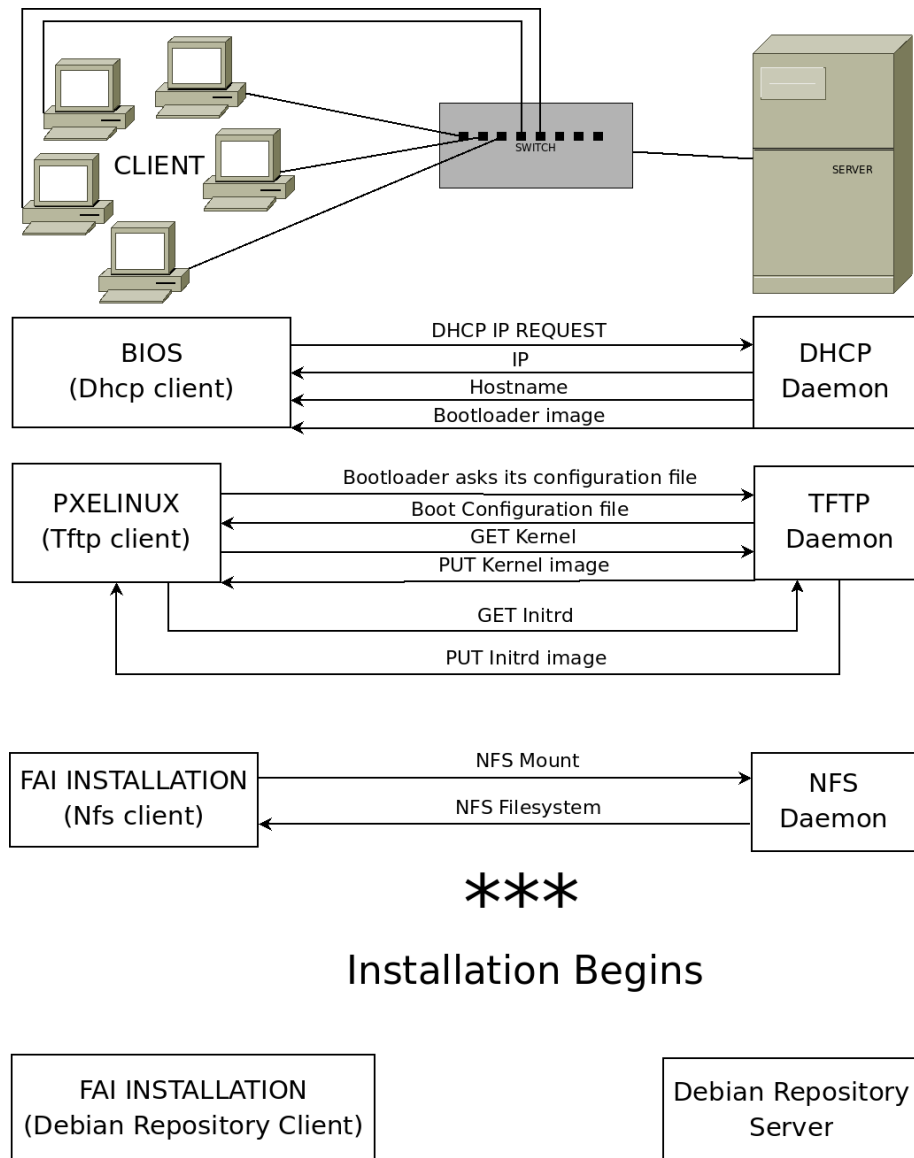 CLIENT
SWITCH
SERVER
BIOS
(Dhcp client)
DHCP IP REQUEST
IP
Hostname
Bootloader image
DHCP
Daemon
PXELINUX
(Tftp client)
Bootloader asks its configuration file
Boot Configuration file
GET Kernel
PUT Kernel image
GET Initrd
PUT Initrd image
TFTP
Daemon
FAI INSTALLATION
(Nfs client)
NFS Mount
NFS Filesystem
NFS
Daemon
***
Installation Begins
FAI INSTALLATION
(Debian Repository Client)
Debian Repository
Server